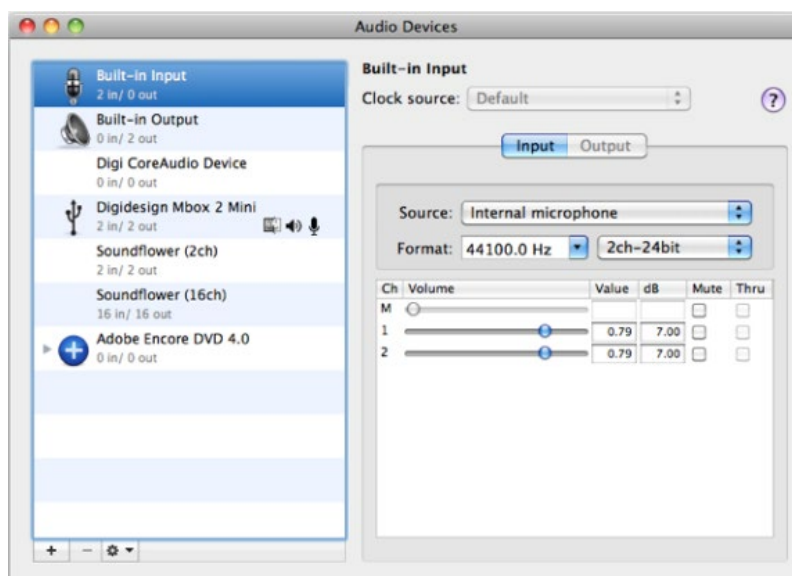 Audio Devices
Built-in Input
2 in/ 0 out
Built-in Output
0 in/ 2 out
Digi CoreAudio Device
0 in/ 0 out
Digidesign Mbox 2 Mini
2 in/ 2 out
Soundflower (2ch)
2 in/ 2 out
Soundflower (16ch)
16 in/ 16 out
Adobe Encore DVD 4.0
0 in/ 0 out
Built-in Input
Clock source: Default
?
Input Output
Source: Internal microphone
Format: 44100.0 Hz 2ch-24bit
Ch Volume Value dB Mute Thru
M
1 0.79 7.00
2 0.79 7.00